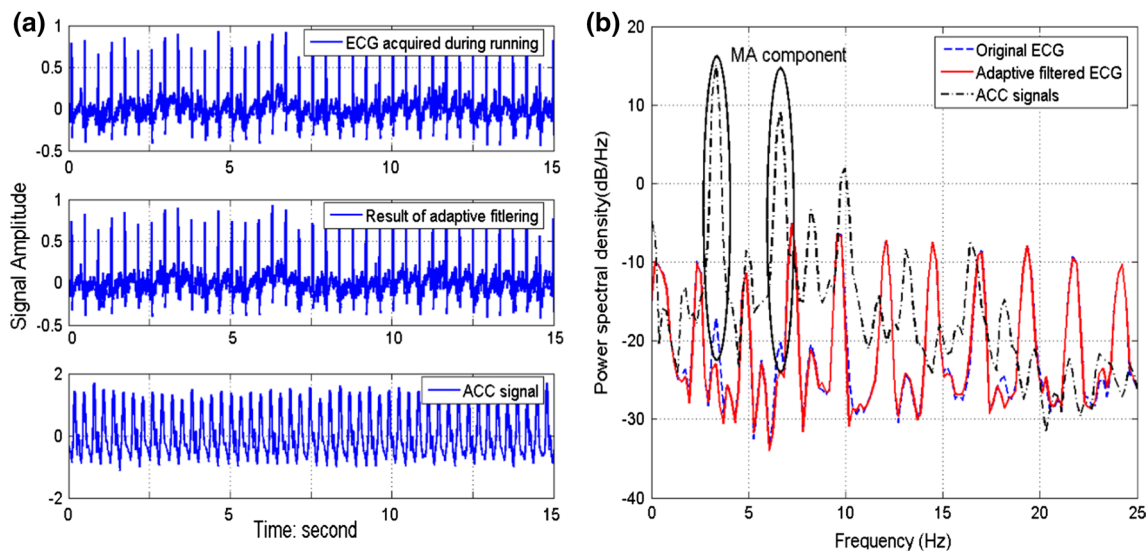 (a)
1
0.5
0
-0.5
ECG acquired during running
0
5
10
15
Signal Amplitude
1
0.5
0
-0.5
Result of adaptive fitlering
0
5
10
15
2
0
-2
ACC signal
0
5
10
15
Time: second
(b)
20
10
0
-10
-20
-30
-40
Power spectral density(dB/Hz)
MA component
Original ECG
Adaptive filtered ECG
ACC signals
0
5
10
15
20
25
Frequency (Hz)